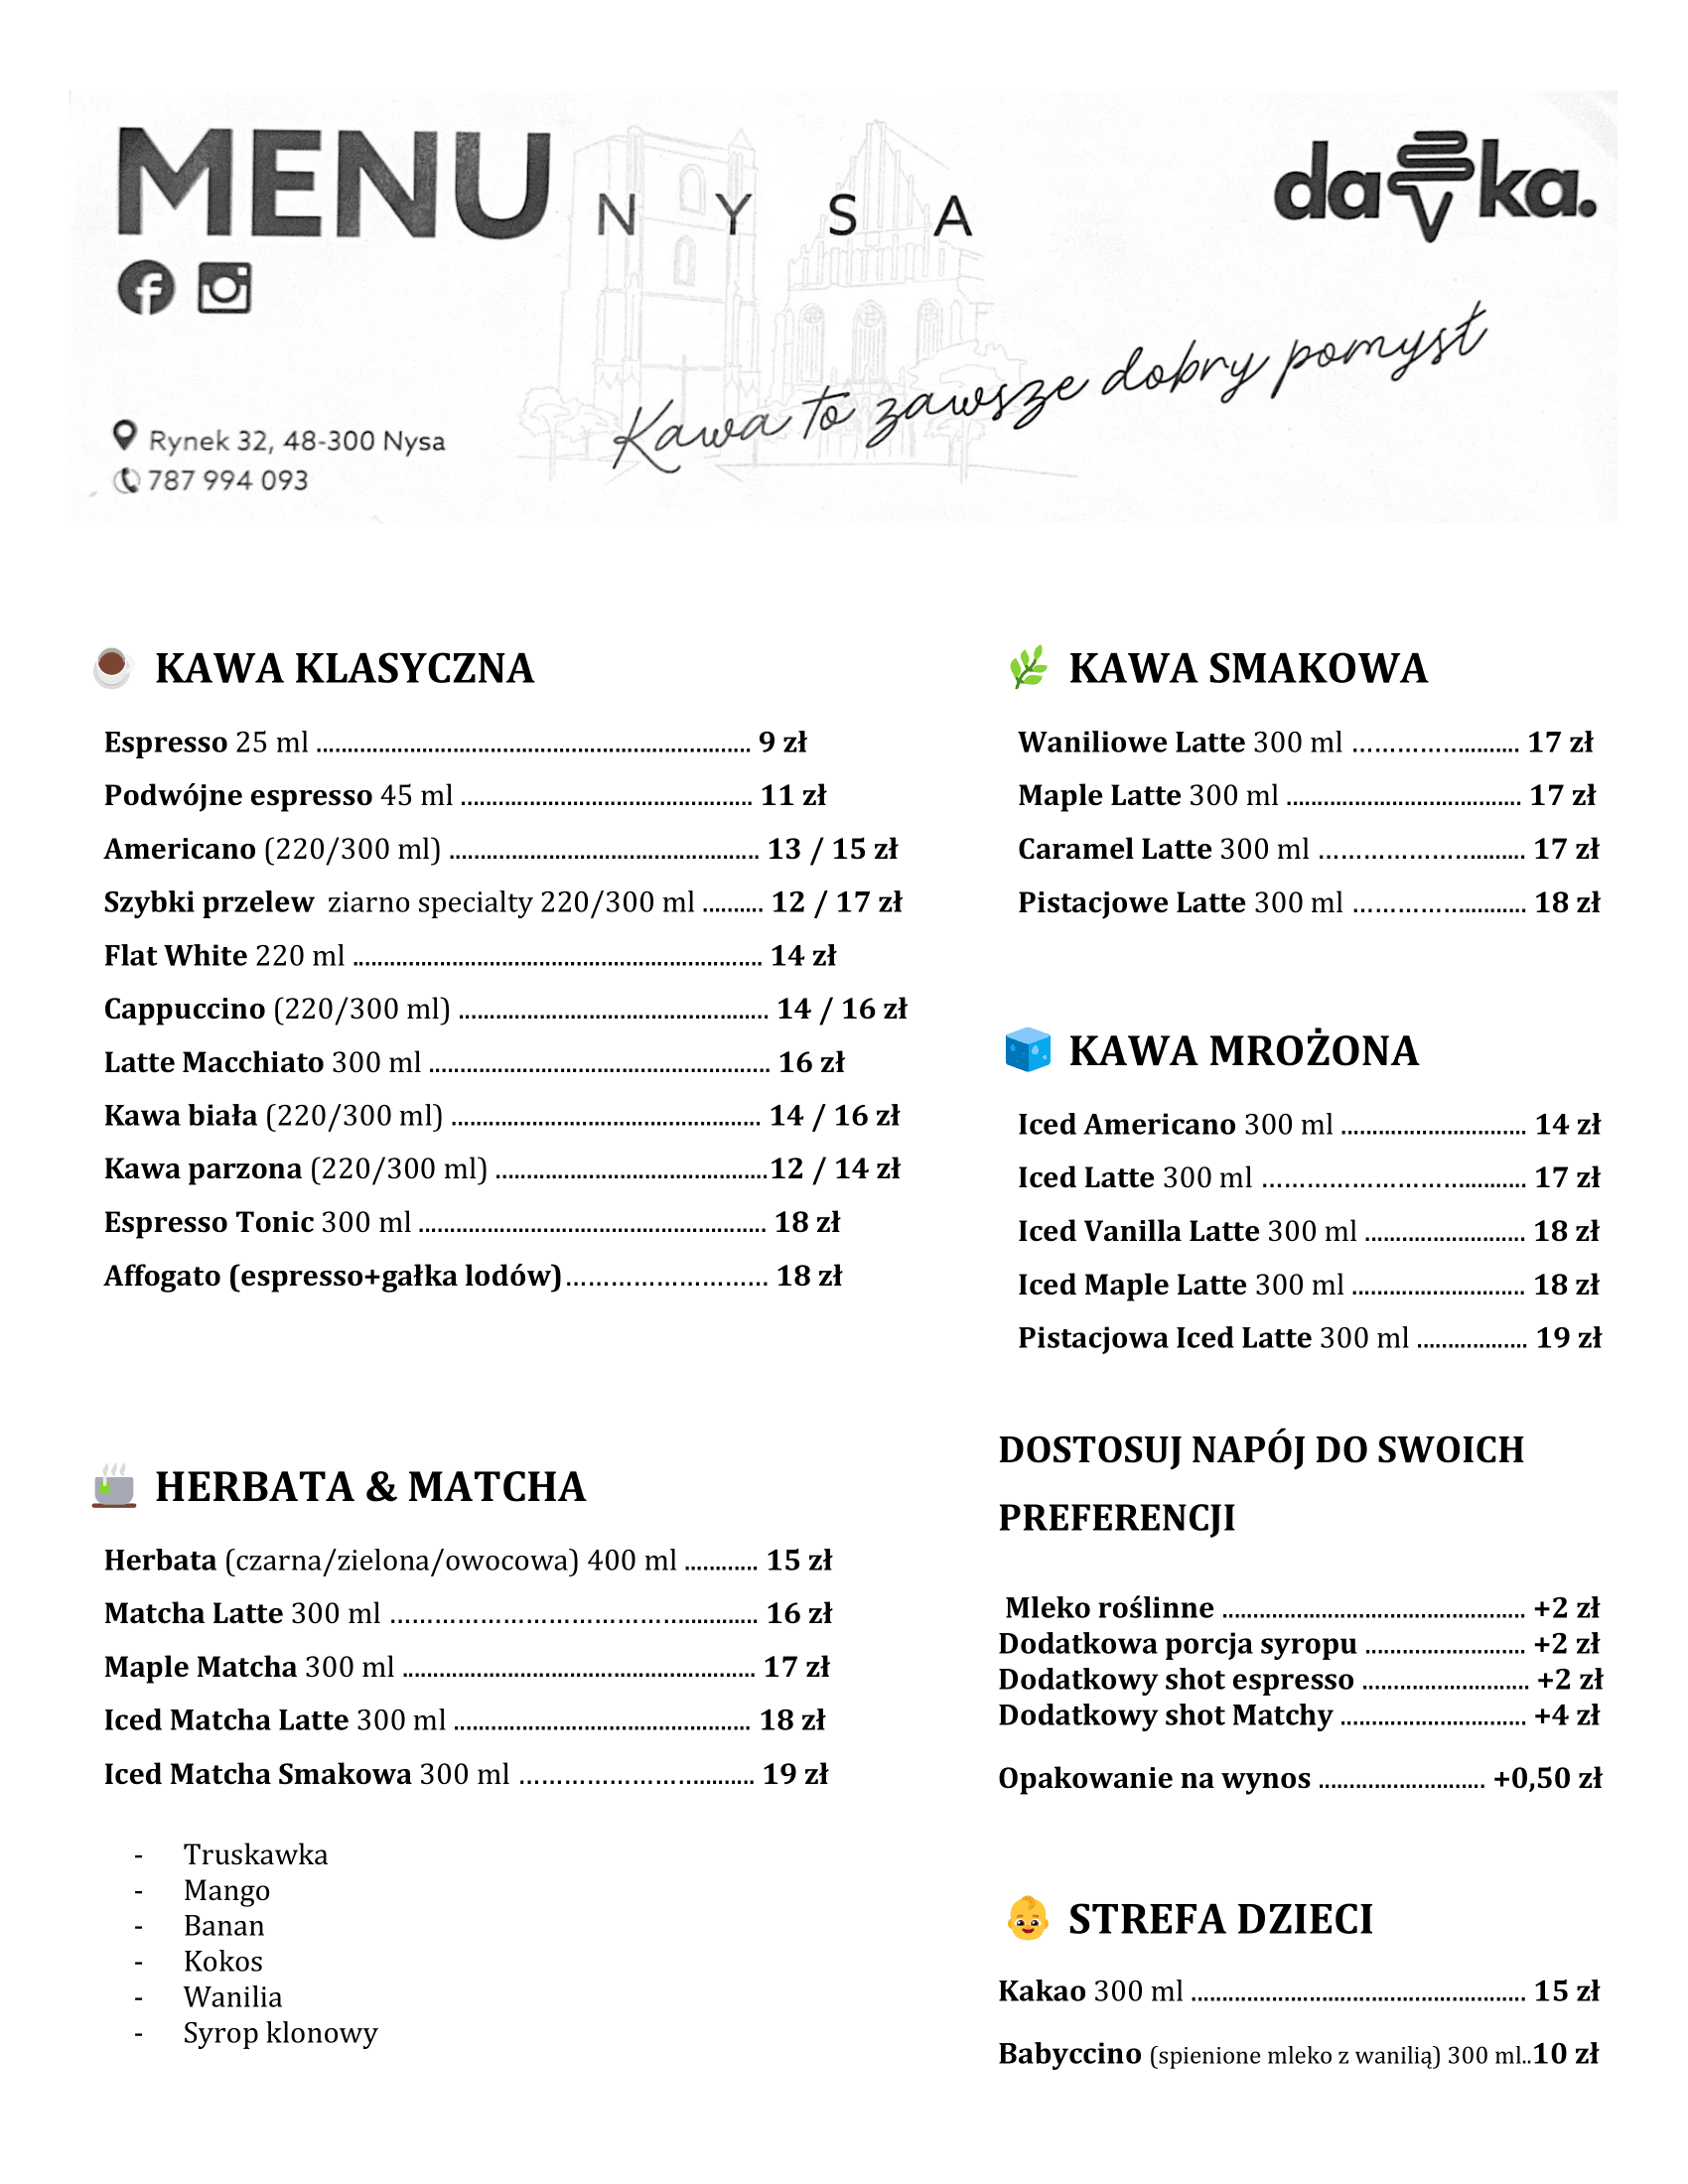 MENU NYSA
da ka.
Kawa to zawsze dobry pomysł
Rynek 32, 48-300 Nysa
787 994 093
KAWA KLASYCZNA
Espresso 25 ml ........................................................................ 9 zł
Podwójne espresso 45 ml ................................................ 11 zł
Americano (220/300 ml) ................................................... 13 / 15 zł
Szybki przelew  ziarno specialty 220/300 ml .......... 12 / 17 zł
Flat White 220 ml ................................................................... 14 zł
Cappuccino (220/300 ml) ................................................... 14 / 16 zł
Latte Macchiato 300 ml ........................................................ 16 zł
Kawa biała (220/300 ml) ................................................... 14 / 16 zł
Kawa parzona (220/300 ml) .............................................12 / 14 zł
Espresso Tonic 300 ml ......................................................... 18 zł
Affogato (espresso+gałka lodów)........................... 18 zł
HERBATA & MATCHA
Herbata (czarna/zielona/owocowa) 400 ml ............ 15 zł
Matcha Latte 300 ml ................................................ 16 zł
Maple Matcha 300 ml .......................................................... 17 zł
Iced Matcha Latte 300 ml ................................................ 18 zł
Iced Matcha Smakowa 300 ml ............................... 19 zł
- Truskawka
- Mango
- Banan
- Kokos
- Wanilia
- Syrop klonowy
KAWA SMAKOWA
Waniliowe Latte 300 ml ........................ 17 zł
Maple Latte 300 ml ...................................... 17 zł
Caramel Latte 300 ml ............................ 17 zł
Pistacjowe Latte 300 ml ......................... 18 zł
KAWA MROŻONA
Iced Americano 300 ml .............................. 14 zł
Iced Latte 300 ml ................................... 17 zł
Iced Vanilla Latte 300 ml .......................... 18 zł
Iced Maple Latte 300 ml ............................ 18 zł
Pistacjowa Iced Latte 300 ml .................. 19 zł
DOSTOSUJ NAPÓJ DO SWOICH
PREFERENCJI
Mleko roślinne .................................................. +2 zł
Dodatkowa porcja syropu .......................... +2 zł
Dodatkowy shot espresso ........................... +2 zł
Dodatkowy shot Matchy .............................. +4 zł
Opakowanie na wynos ........................... +0,50 zł
STREFA DZIECI
Kakao 300 ml ...................................................... 15 zł
Babyccino (spienione mleko z wanilią) 300 ml..10 zł